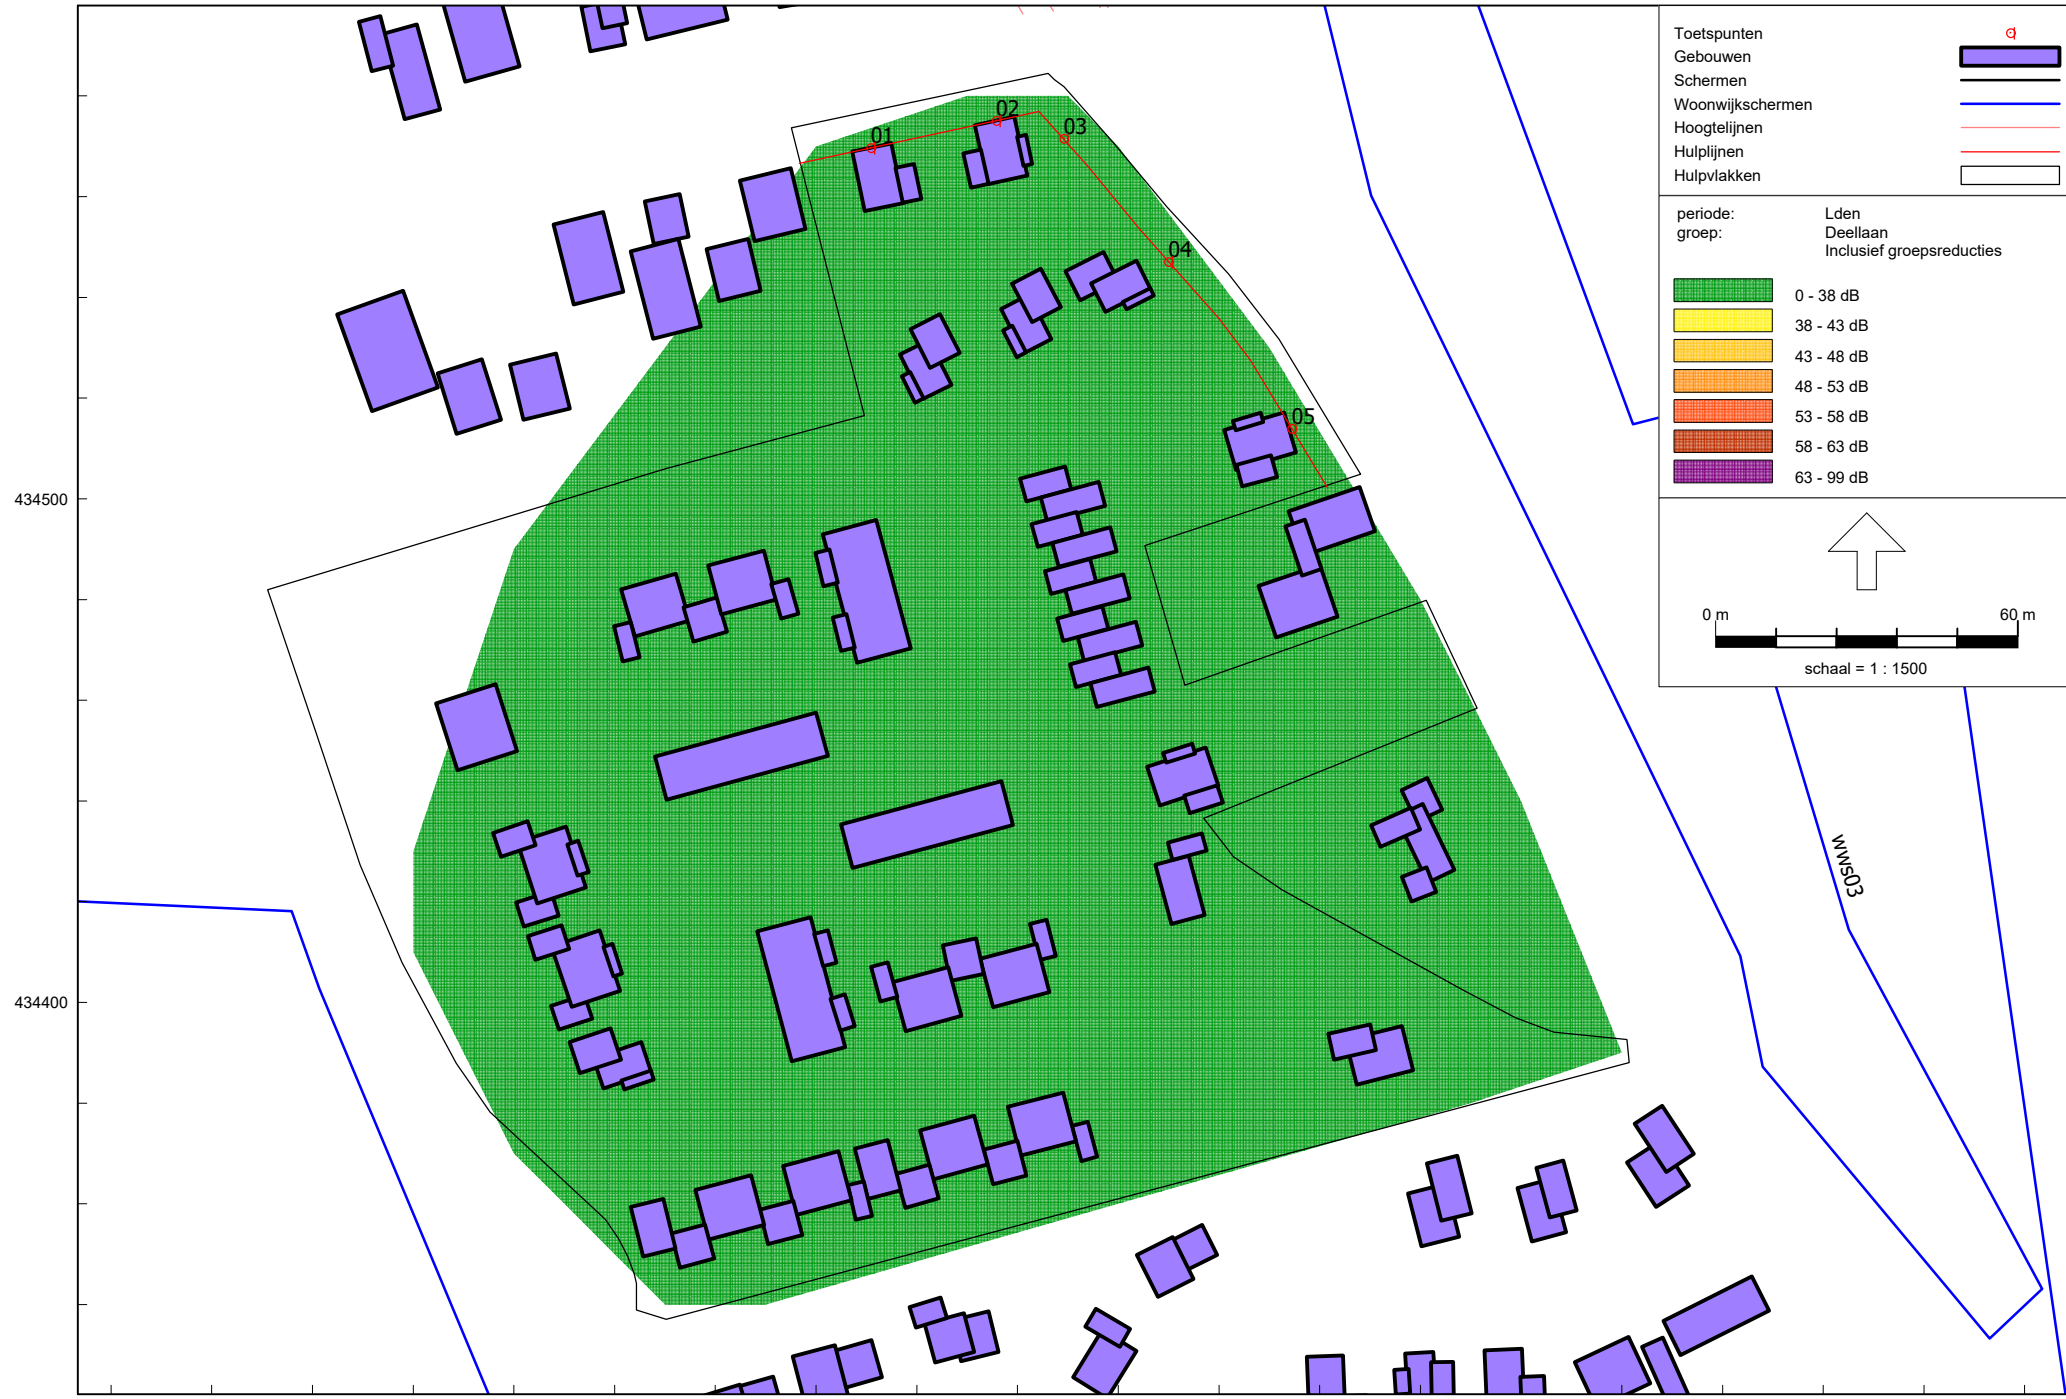 Toetspunten
Gebouwen
Schermen
Woonwijkschermen
Hoogtelijnen
Hulplijnen
Hulpvlakken
periode: Lden
groep: Deellaan
Inclusief groepsreducties
0 - 38 dB
38 - 43 dB
43 - 48 dB
48 - 53 dB
53 - 58 dB
58 - 63 dB
63 - 99 dB
0 m 60 m
schaal = 1 : 1500
01
02
03
04
05
434500
wws03
434400